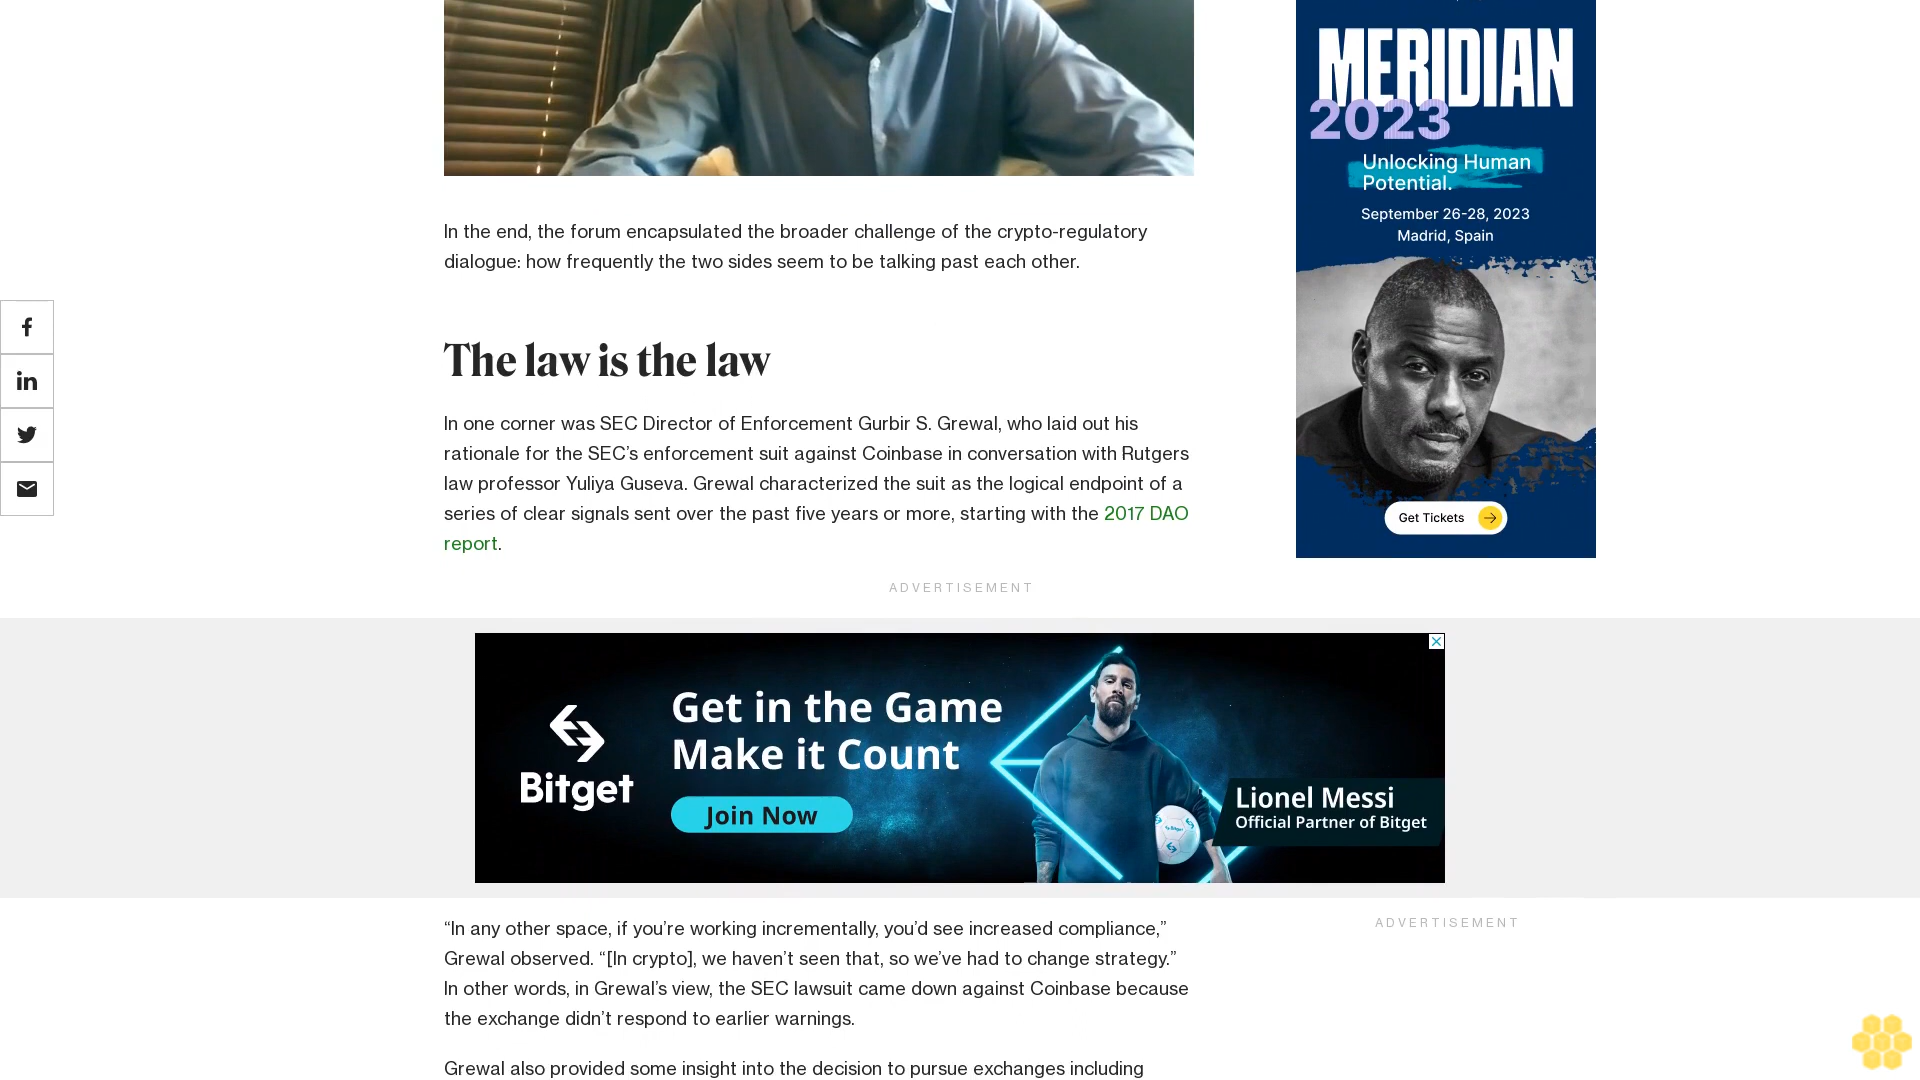 MERIDIAN
2023
Unlocking Human
Potential.
September 26-28, 2023
Madrid, Spain
Get Tickets
In the end, the forum encapsulated the broader challenge of the crypto-regulatory
dialogue: how frequently the two sides seem to be talking past each other.
The law is the law
In one corner was SEC Director of Enforcement Gurbir S. Grewal, who laid out his
rationale for the SEC’s enforcement suit against Coinbase in conversation with Rutgers
law professor Yuliya Guseva. Grewal characterized the suit as the logical endpoint of a
series of clear signals sent over the past five years or more, starting with the 2017 DAO
report.
ADVERTISEMENT
Bitget
Get in the Game
Make it Count
Join Now
Lionel Messi
Official Partner of Bitget
“In any other space, if you’re working incrementally, you’d see increased compliance,”
Grewal observed. “[In crypto], we haven’t seen that, so we’ve had to change strategy.”
In other words, in Grewal’s view, the SEC lawsuit came down against Coinbase because
the exchange didn’t respond to earlier warnings.
Grewal also provided some insight into the decision to pursue exchanges including
ADVERTISEMENT